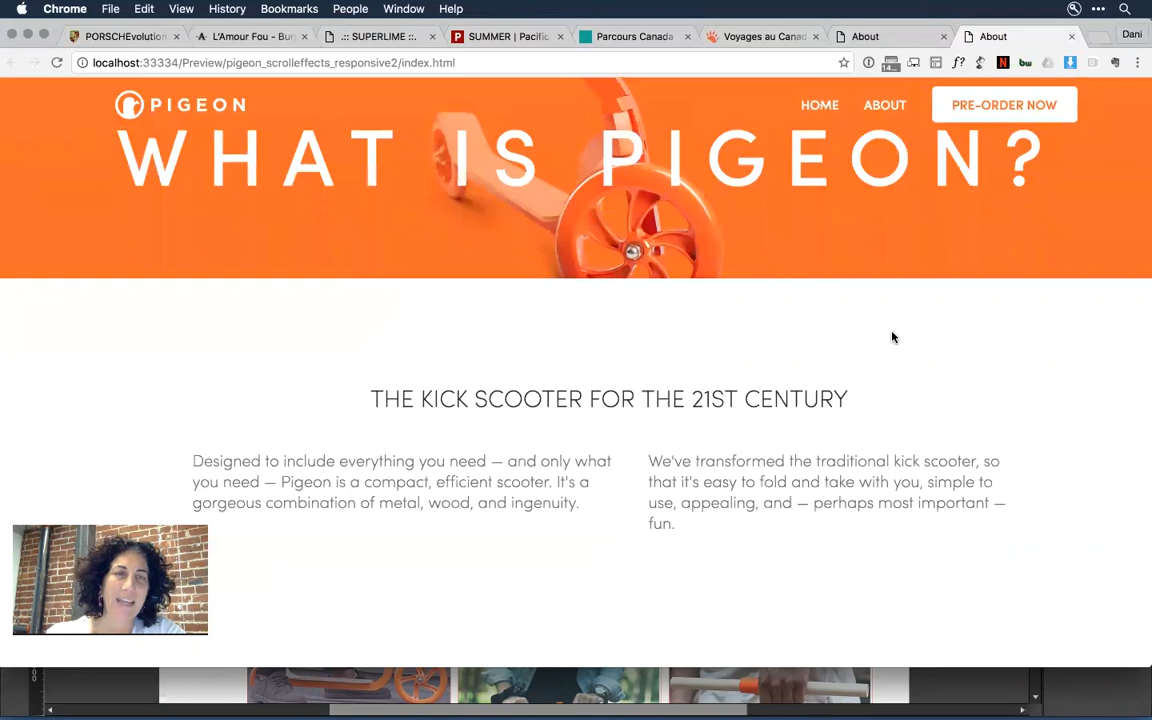 Chrome File Edit View History Bookmarks People Window Help
PORSCHEvolution L'Amour Fou - Bur .:: SUPERLIME ::. SUMMER | Pacific Parcours Canada Voyages au Canad About About Dani
localhost:33334/Preview/pigeon_scrolleffects_responsive2/index.html
PIGEON HOME ABOUT PRE-ORDER NOW
WHAT IS PIGEON?
THE KICK SCOOTER FOR THE 21ST CENTURY
Designed to include everything you need — and only what
you need — Pigeon is a compact, efficient scooter. It's a
gorgeous combination of metal, wood, and ingenuity.
We've transformed the traditional kick scooter, so
that it's easy to fold and take with you, simple to
use, appealing, and — perhaps most important —
fun.